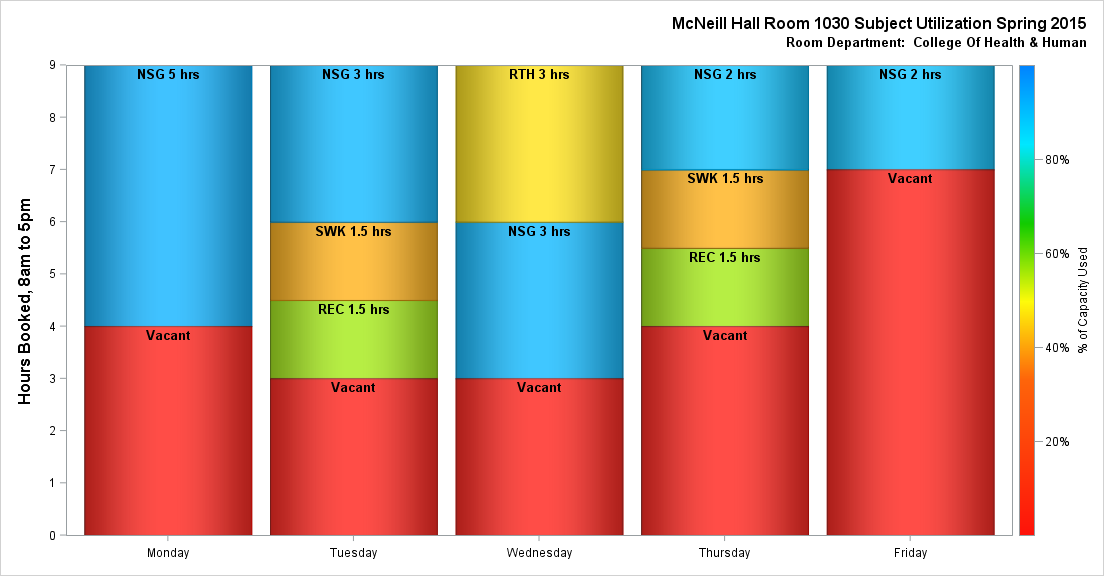 McNeill Hall Room 1030 Subject Utilization Spring 2015
Room Department:  College Of Health & Human
Hours Booked, 8am to 5pm
9
8
7
6
5
4
3
2
1
0
NSG 5 hrs
Vacant
NSG 3 hrs
SWK 1.5 hrs
REC 1.5 hrs
Vacant
RTH 3 hrs
NSG 3 hrs
Vacant
NSG 2 hrs
SWK 1.5 hrs
REC 1.5 hrs
Vacant
NSG 2 hrs
Vacant
Monday
Tuesday
Wednesday
Thursday
Friday
80%
60%
40%
20%
% of Capacity Used